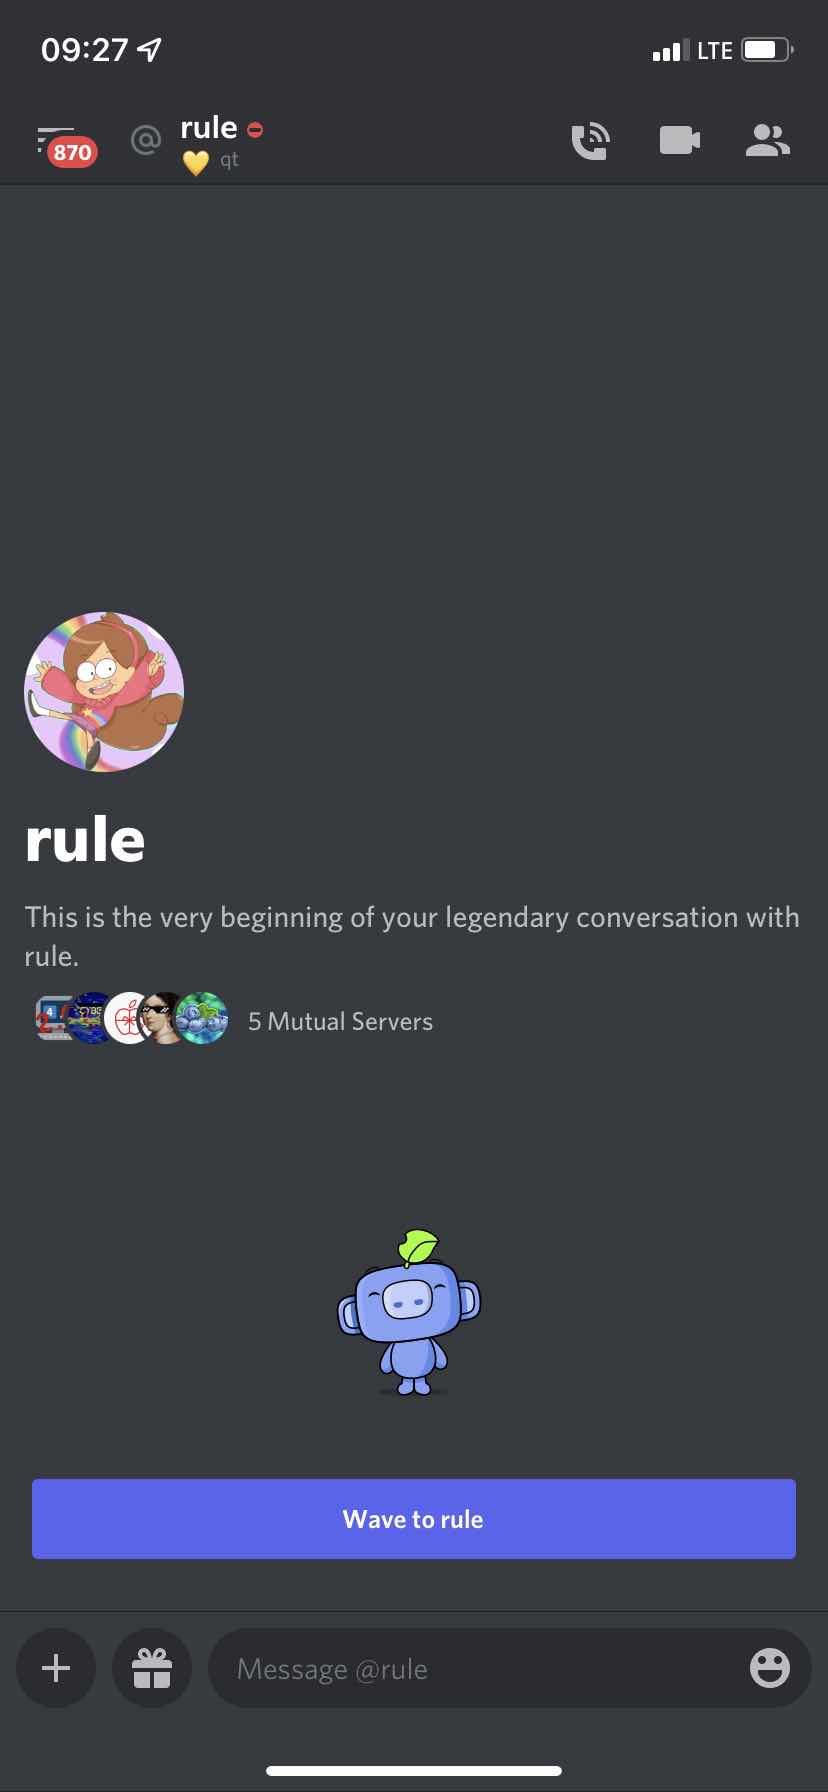 09:27
LTE
870
rule
💛 qt
rule
This is the very beginning of your legendary conversation with
rule.
5 Mutual Servers
Wave to rule
Message @rule